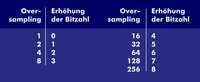 Over-
sampling
Erhöhung
der Bitzahl
1 0
2 1
4 2
8 3
Over-
sampling
Erhöhung
der Bitzahl
16 4
32 5
64 6
128 7
256 8